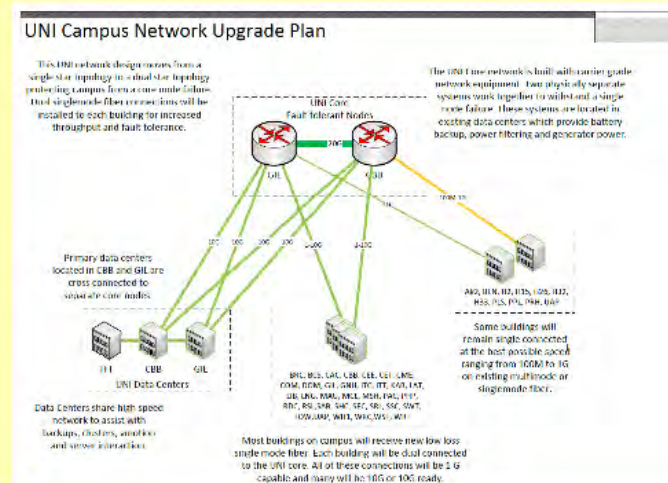 UNI Campus Network Upgrade Plan
This UNI network design moves from a
single star topology to a dual star topology
protecting campus from a core node failure.
Dual singlemode fiber connections will be
installed to each building for increased
throughput and fault tolerance.
The UNI Core network is built with carrier grade
network equipment. Two physically separate
systems work together to withstand a single
node failure. These systems are located in
existing data centers which provide battery
backup, power filtering and generator power.
UNI Core
Fault Tolerant Nodes
20G
GIL
CBB
Primary data centers
located in CBB and GIL are
cross connected to
separate core nodes
CBB
GIL
UNI Data Centers
Data Centers share high speed
network to assist with
backups, clusters, vmotion
and server interaction.
Some buildings will
remain single connected
at the best possible speed
ranging from 100M to 1G
on existing multimode or
singlemode fiber.
Most buildings on campus will receive new low loss
single mode fiber. Each building will be dual connected
to the UNI core. All of these connections will be 1 G
capable and many will be 10G or 10G ready.